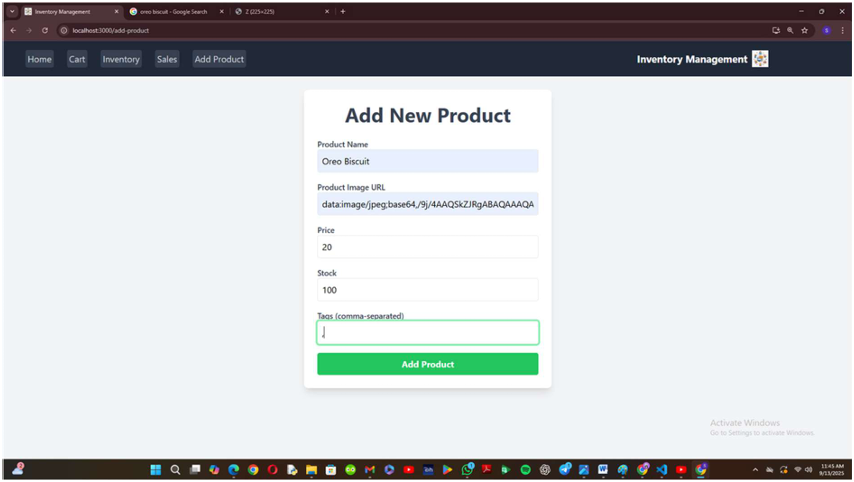 Inventory Management
oreo biscuit - Google Search
Z (225×225)
localhost:3000/add-product
Home
Cart
Inventory
Sales
Add Product
Inventory Management
Add New Product
Product Name
Oreo Biscuit
Product Image URL
data:image/jpeg;base64,/9j/4AAQSkZJRgABAQAAAQA
Price
20
Stock
100
Tags (comma-separated)
Add Product
Activate Windows
Go to Settings to activate Windows.
11:45 AM
9/13/2025